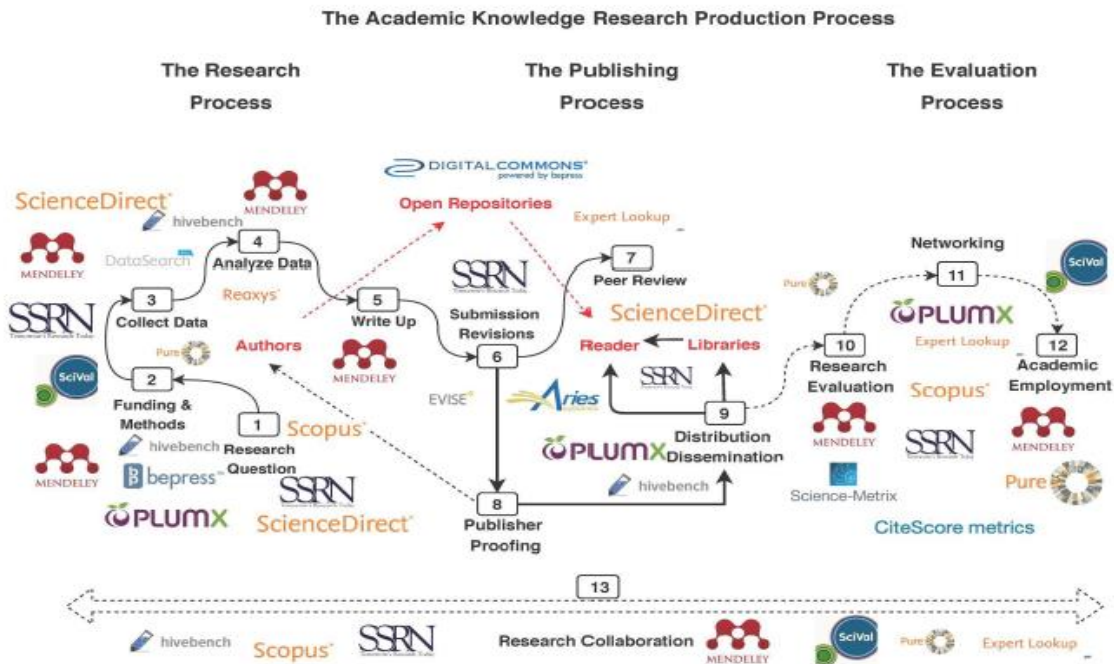 The Academic Knowledge Research Production Process
The Research
Process
The Publishing
Process
The Evaluation
Process
DIGITALCOMMONS
powered by bepress
Open Repositories
ScienceDirect
MENDELEY
hivebench
MENDELEY
DataSearch
4
Analyze Data
Reaxys
SSRN
3
Collect Data
5
Write Up
Authors
Pure
MENDELEY
SciVal
2
Funding &
Methods
1
Research
Question
Scopus
MENDELEY
hivebench
bepress
SSRN
PLUMX
ScienceDirect
Expert Lookup
7
Peer Review
SSRN
Submission
Revisions
6
ScienceDirect
Reader
Libraries
SSRN
EVISE
Aries
9
Distribution
Dissemination
PLUMX
hivebench
8
Publisher
Proofing
Networking
11
SciVal
Pure
PLUMX
Expert Lookup
10
Research
Evaluation
12
Academic
Employment
Scopus
MENDELEY
SSRN
MENDELEY
Science-Metrix
Pure
CiteScore metrics
13
hivebench
Scopus
SSRN
Research Collaboration
MENDELEY
SciVal
Pure
Expert Lookup